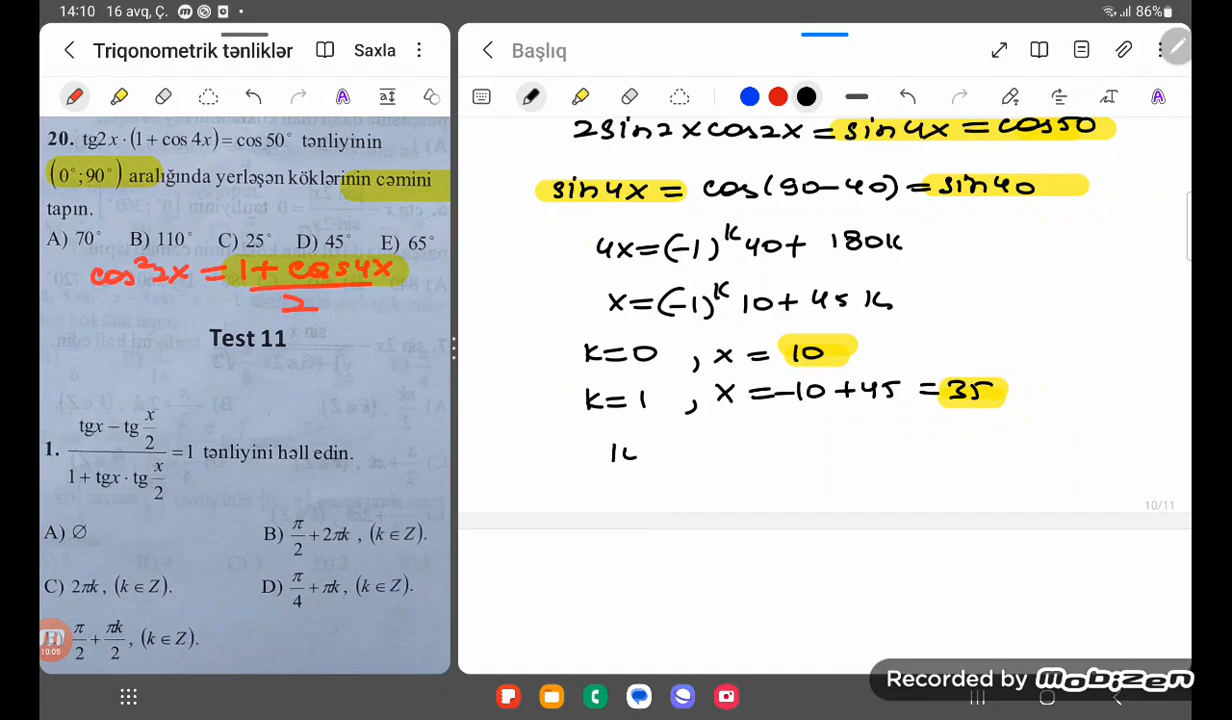 14:10 16 avq, Ç.
86%
Triqonometrik tənliklər
Saxla
20. tg2x · (1 + cos 4x) = cos 50° tənliyinin
(0°; 90°) aralığında yerləşən köklərinin cəmini
tapın.
A) 70° B) 110° C) 25° D) 45° E) 65°
cos²2x = (1 + cos4x)/2
Test 11
1. (tgx − tg x/2)/(1 + tgx · tg x/2) = 1 tənliyini həll edin.
A) ∅
B) π/2 + 2πk , (k ∈ Z).
C) 2πk, (k ∈ Z).
D) π/4 + πk, (k ∈ Z).
π/2 + πk/2, (k ∈ Z).
10:05
Başlıq
2sin2xcos2x = sin4x = cos50
sin4x = cos(90−40) = sin40
4x = (−1)^k 40 + 180k
x = (−1)^k 10 + 45k
k=0 , x = 10
k=1 , x = −10 + 45 = 35
10/11
Recorded by mobizen